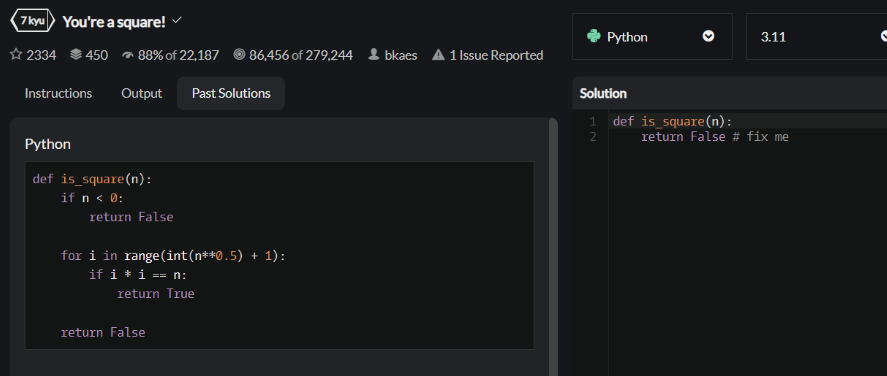 7 kyu You're a square!
2334 450 88% of 22,187 86,456 of 279,244 bkaes 1 Issue Reported
Instructions Output Past Solutions
Python
def is_square(n):
    if n < 0:
        return False
    for i in range(int(n**0.5) + 1):
        if i * i == n:
            return True
    return False
Python 3.11
Solution
1 def is_square(n):
2     return False # fix me